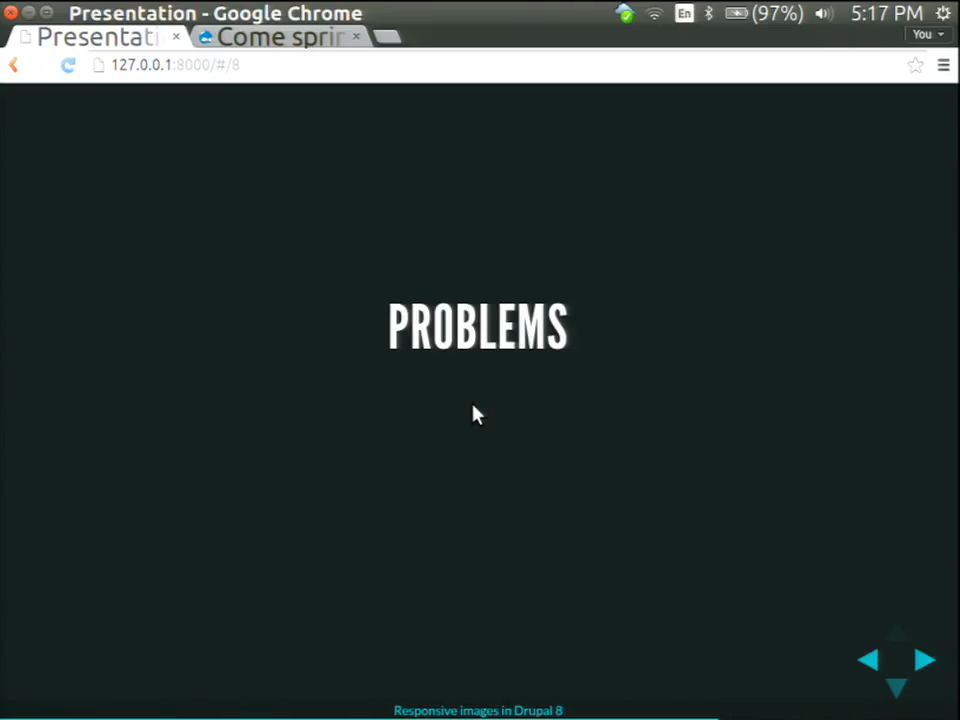 Presentation - Google Chrome
En
(97%)
5:17 PM
Presentati
Come sprin
You
127.0.0.1:8000/#/8
PROBLEMS
Responsive images in Drupal 8